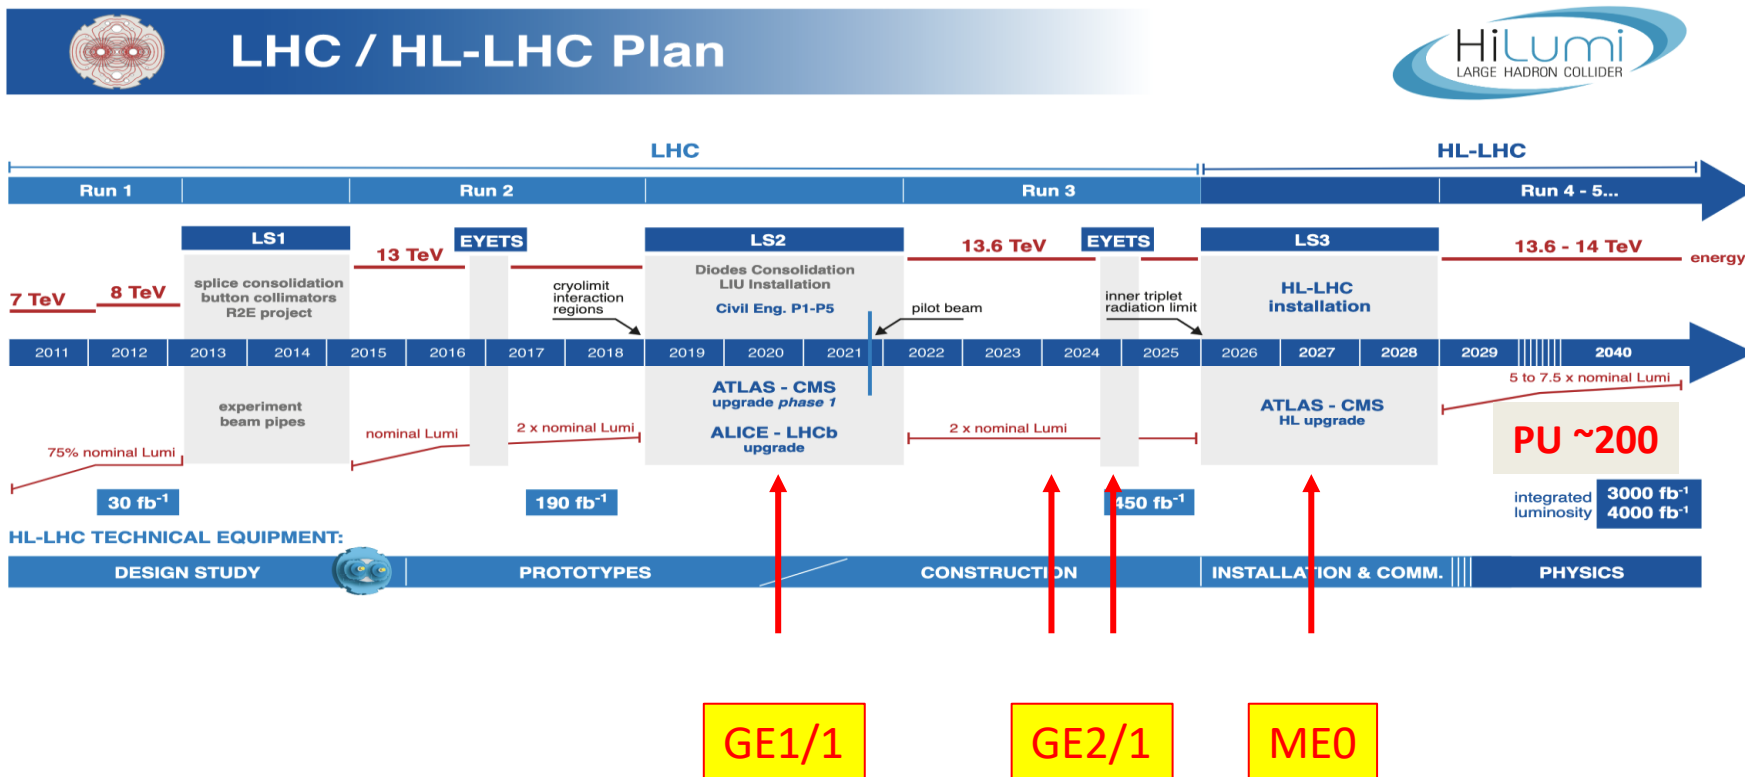 LHC / HL-LHC Plan
HiLumi
LARGE HADRON COLLIDER
LHC
HL-LHC
Run 1
Run 2
Run 3
Run 4 - 5...
LS1
EYETS
LS2
EYETS
LS3
7 TeV
8 TeV
13 TeV
13.6 TeV
13.6 - 14 TeV
energy
splice consolidation
button collimators
R2E project
cryolimit
interaction
regions
Diodes Consolidation
LIU Installation
Civil Eng. P1-P5
pilot beam
inner triplet
radiation limit
HL-LHC
installation
2011 2012 2013 2014 2015 2016 2017 2018 2019 2020 2021 2022 2023 2024 2025 2026 2027 2028 2029 2040
experiment
beam pipes
75% nominal Lumi
nominal Lumi
2 x nominal Lumi
ATLAS - CMS
upgrade phase 1
ALICE - LHCb
upgrade
2 x nominal Lumi
ATLAS - CMS
HL upgrade
5 to 7.5 x nominal Lumi
PU ~200
30 fb⁻¹
190 fb⁻¹
450 fb⁻¹
integrated
luminosity
3000 fb⁻¹
4000 fb⁻¹
HL-LHC TECHNICAL EQUIPMENT:
DESIGN STUDY
PROTOTYPES
CONSTRUCTION
INSTALLATION & COMM.
PHYSICS
GE1/1
GE2/1
ME0